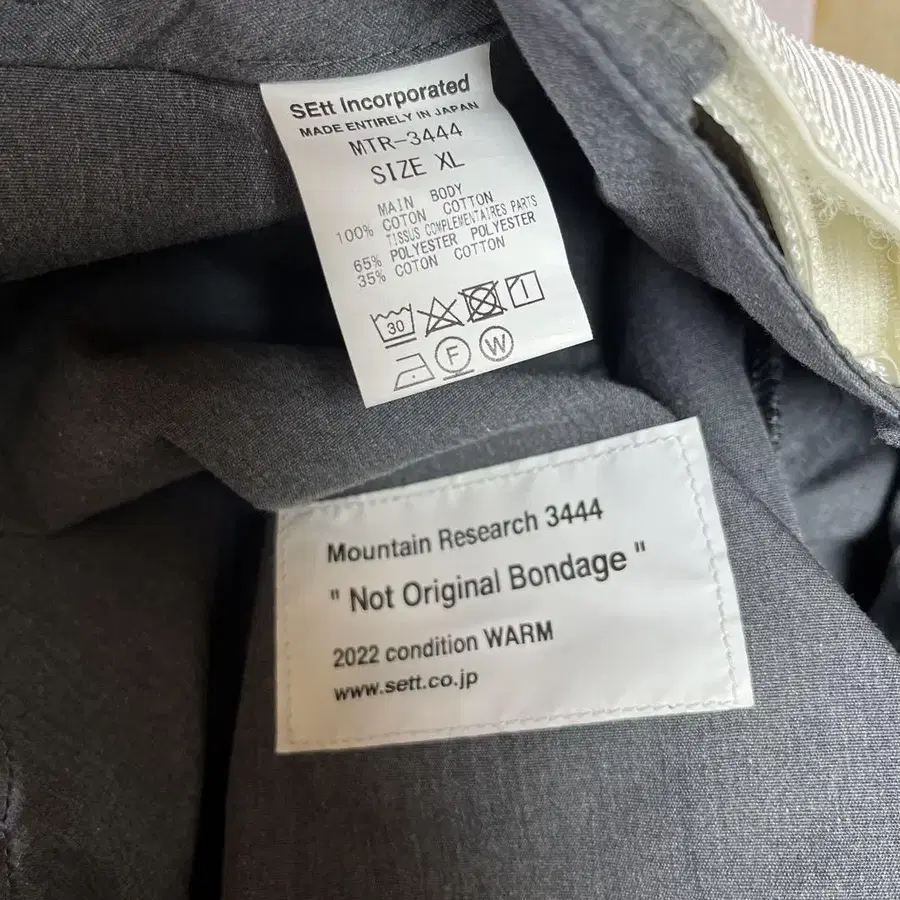 SEtt Incorporated
MADE ENTIRELY IN JAPAN
MTR-3444
SIZE XL
MAIN BODY
100% COTON COTTON
TISSUS COMPLEMENTAIRES PARTS
65% POLYESTER POLYESTER
35% COTON COTTON
30
F W
Mountain Research 3444
" Not Original Bondage "
2022 condition WARM
www.sett.co.jp